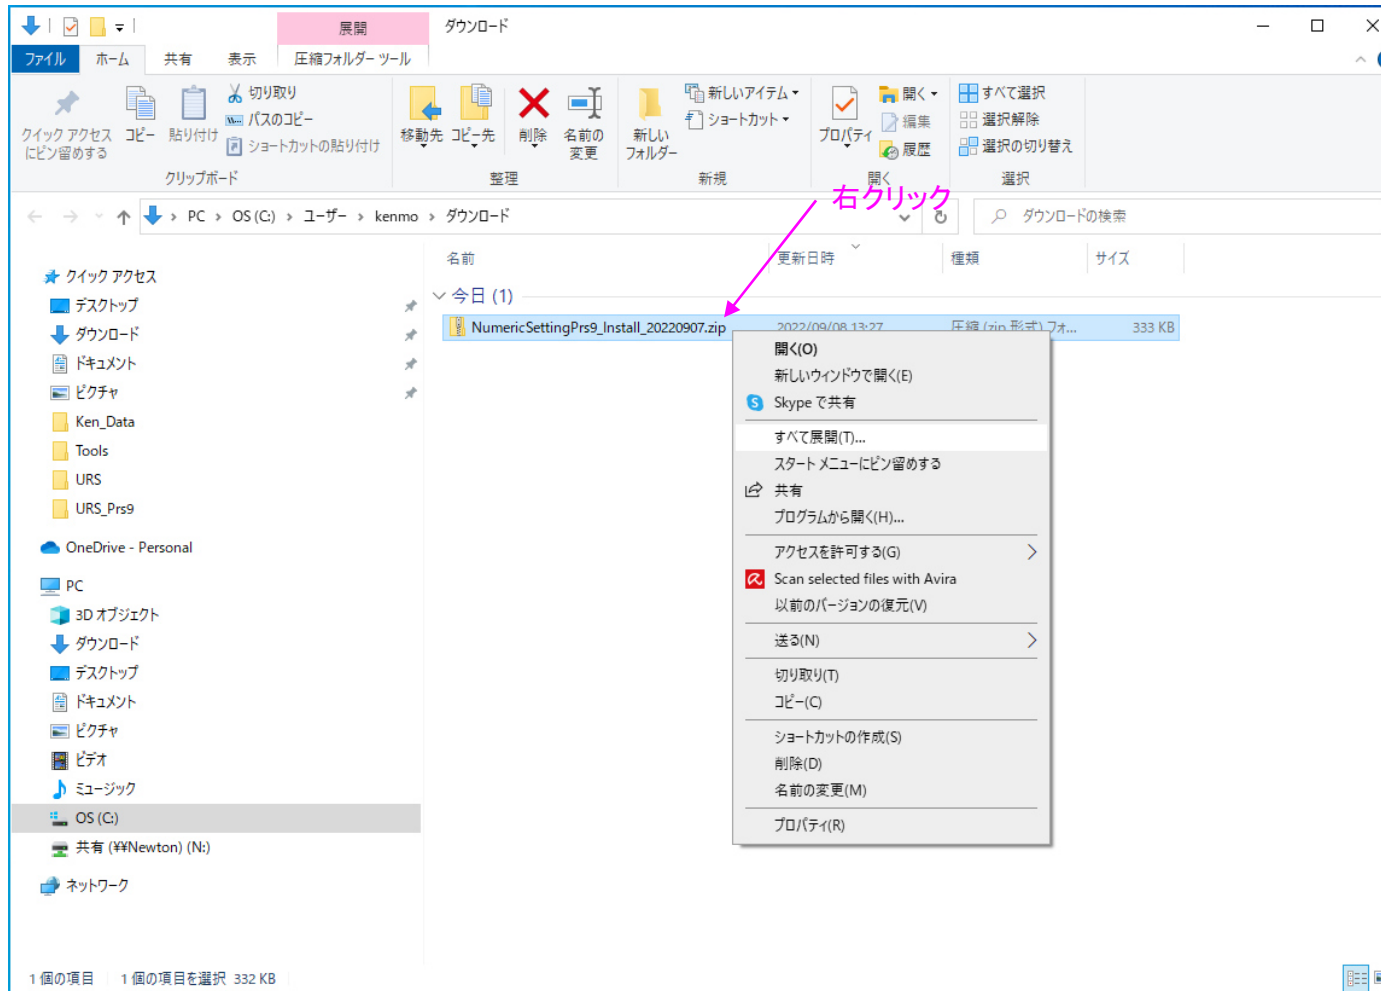 展開
ダウンロード
ファイル
ホーム
共有
表示
圧縮フォルダー ツール
クイック アクセス
にピン留めする
コピー
貼り付け
切り取り
パスのコピー
ショートカットの貼り付け
クリップボード
移動先
コピー先
削除
名前の
変更
整理
新しい
フォルダー
新しいアイテム
ショートカット
新規
プロパティ
開く
編集
履歴
開く
すべて選択
選択解除
選択の切り替え
選択
右クリック
PC › OS (C:) › ユーザー › kenmo › ダウンロード
ダウンロードの検索
名前
更新日時
種類
サイズ
クイック アクセス
デスクトップ
ダウンロード
ドキュメント
ピクチャ
Ken_Data
Tools
URS
URS_Prs9
OneDrive - Personal
PC
3D オブジェクト
ダウンロード
デスクトップ
ドキュメント
ピクチャ
ビデオ
ミュージック
OS (C:)
共有 (¥¥Newton) (N:)
ネットワーク
今日 (1)
NumericSettingPrs9_Install_20220907.zip
2022/09/08 13:27
圧縮 (zip 形式) フォ...
333 KB
開く(O)
新しいウィンドウで開く(E)
Skype で共有
すべて展開(T)...
スタート メニューにピン留めする
共有
プログラムから開く(H)...
アクセスを許可する(G)
Scan selected files with Avira
以前のバージョンの復元(V)
送る(N)
切り取り(T)
コピー(C)
ショートカットの作成(S)
削除(D)
名前の変更(M)
プロパティ(R)
1 個の項目
1 個の項目を選択 332 KB